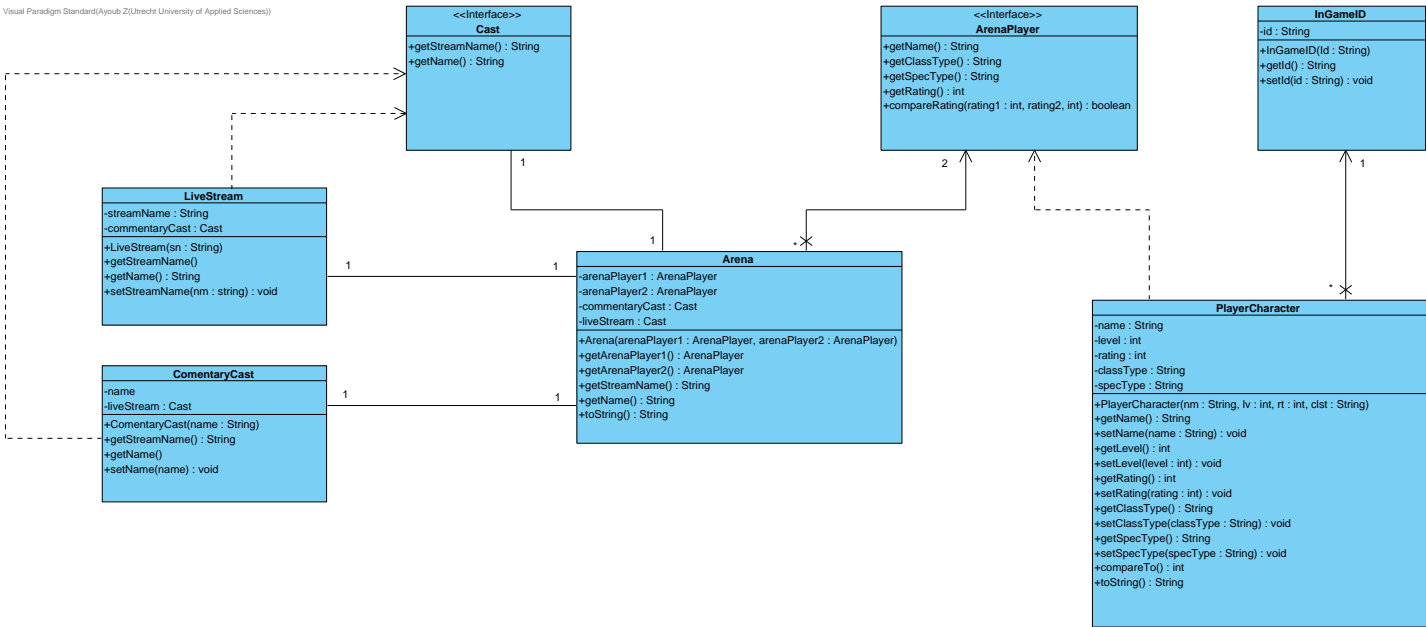 Visual Paradigm Standard(Ayoub Z(Utrecht University of Applied Sciences))
<<Interface>>
Cast
+getStreamName() : String
+getName() : String
<<Interface>>
ArenaPlayer
+getName() : String
+getClassType() : String
+getSpecType() : String
+getRating() : int
+compareRating(rating1 : int, rating2, int) : boolean
InGameID
-id : String
+InGameID(Id : String)
+getId() : String
+setId(id : String) : void
1
2
1
LiveStream
-streamName : String
-commentaryCast : Cast
+LiveStream(sn : String)
+getStreamName()
+getName() : String
+setStreamName(nm : string) : void
1
*
1
1
Arena
-arenaPlayer1 : ArenaPlayer
-arenaPlayer2 : ArenaPlayer
-commentaryCast : Cast
-liveStream : Cast
+Arena(arenaPlayer1 : ArenaPlayer, arenaPlayer2 : ArenaPlayer)
+getArenaPlayer1() : ArenaPlayer
+getArenaPlayer2() : ArenaPlayer
+getStreamName() : String
+getName() : String
+toString() : String
*
PlayerCharacter
-name : String
-level : int
-rating : int
-classType : String
-specType : String
+PlayerCharacter(nm : String, lv : int, rt : int, clst : String)
+getName() : String
+setName(name : String) : void
+getLevel() : int
+setLevel(level : int) : void
+getRating() : int
+setRating(rating : int) : void
+getClassType() : String
+setClassType(classType : String) : void
+getSpecType() : String
+setSpecType(specType : String) : void
+compareTo() : int
+toString() : String
ComentaryCast
-name
-liveStream : Cast
+ComentaryCast(name : String)
+getStreamName() : String
+getName()
+setName(name) : void
1
1